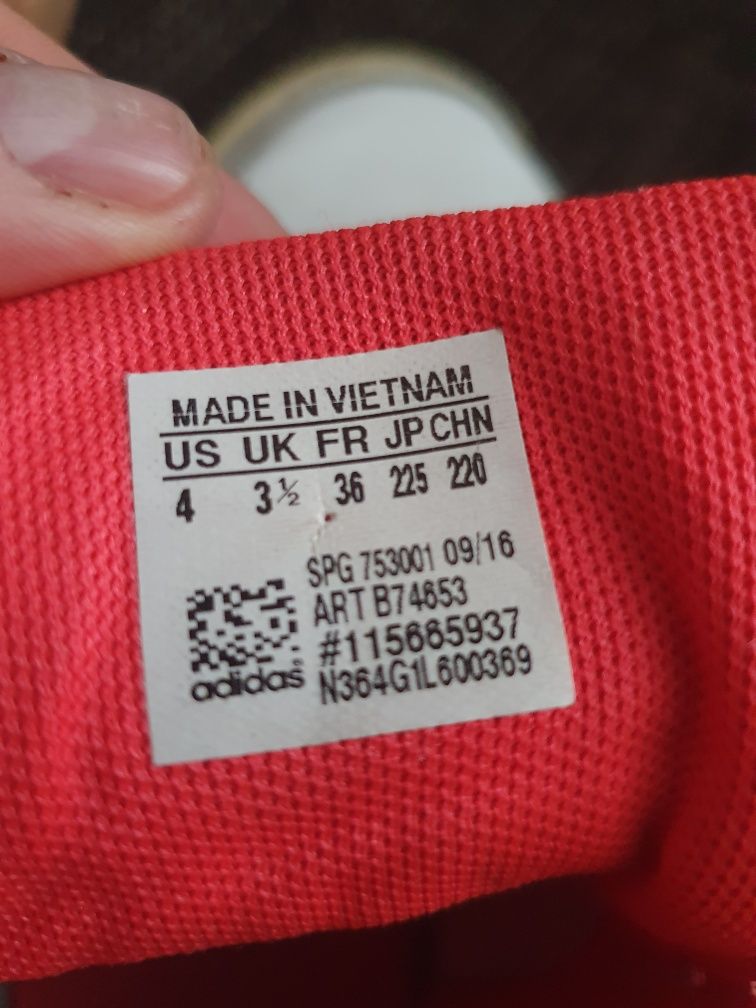 MADE IN VIETNAM
US UK FR JP CHN
4 3½ 36 225 220
SPG 753001 09/16
ART B74653
#115665937
N364G1L600369
adidas